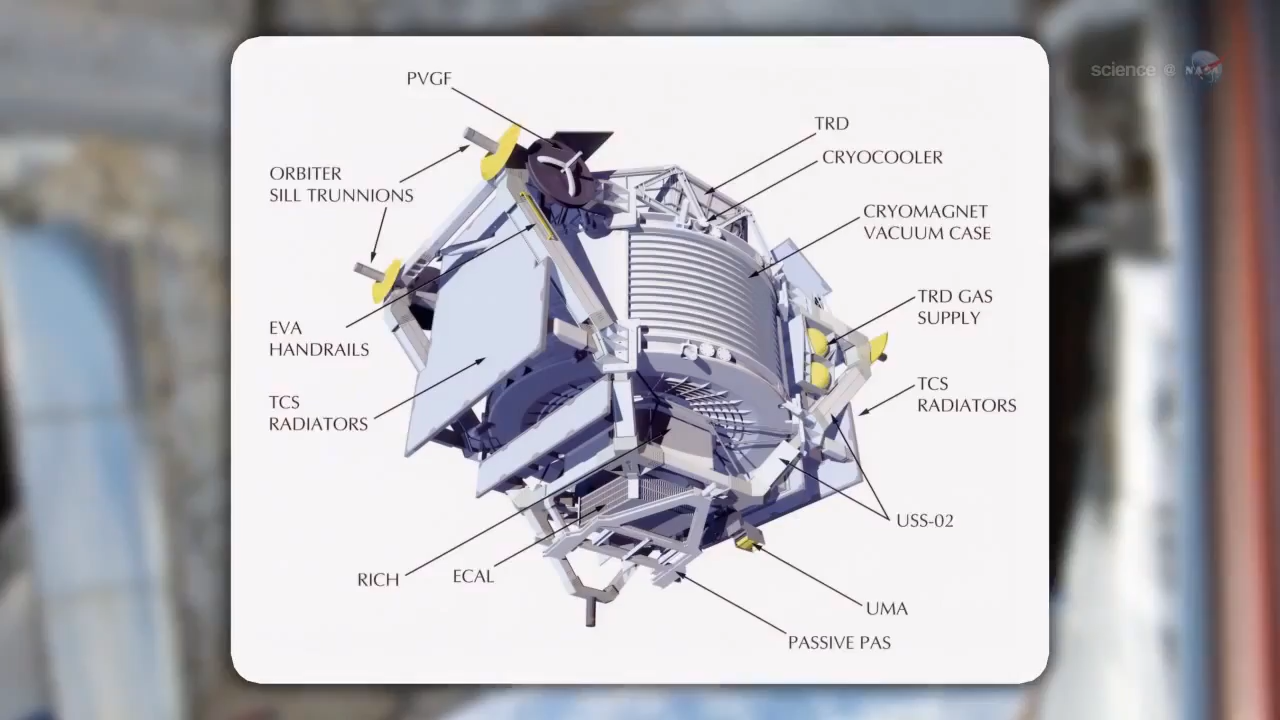 science @ NASA
PVGF
TRD
CRYOCOOLER
ORBITER
SILL TRUNNIONS
CRYOMAGNET
VACUUM CASE
TRD GAS
SUPPLY
EVA
HANDRAILS
TCS
RADIATORS
TCS
RADIATORS
USS-02
RICH
ECAL
UMA
PASSIVE PAS